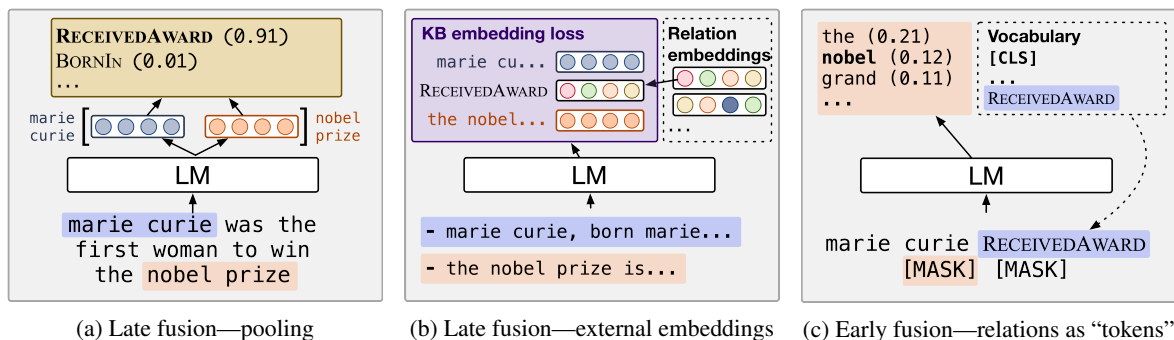 RECEIVEDAWARD (0.91)
BORNIN (0.01)
...
marie curie
[
]
nobel prize
LM
marie curie was the
first woman to win
the nobel prize
(a) Late fusion—pooling
KB embedding loss
Relation embeddings
marie cu...
RECEIVEDAWARD
the nobel...
...
LM
- marie curie, born marie...
- the nobel prize is...
(b) Late fusion—external embeddings
the (0.21)
nobel (0.12)
grand (0.11)
...
Vocabulary
[CLS]
...
RECEIVEDAWARD
LM
marie curie RECEIVEDAWARD
[MASK] [MASK]
(c) Early fusion—relations as “tokens”